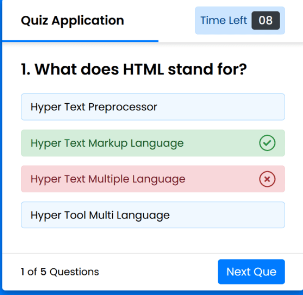 Quiz Application
Time Left 08
1. What does HTML stand for?
Hyper Text Preprocessor
Hyper Text Markup Language
Hyper Text Multiple Language
Hyper Tool Multi Language
1 of 5 Questions
Next Que